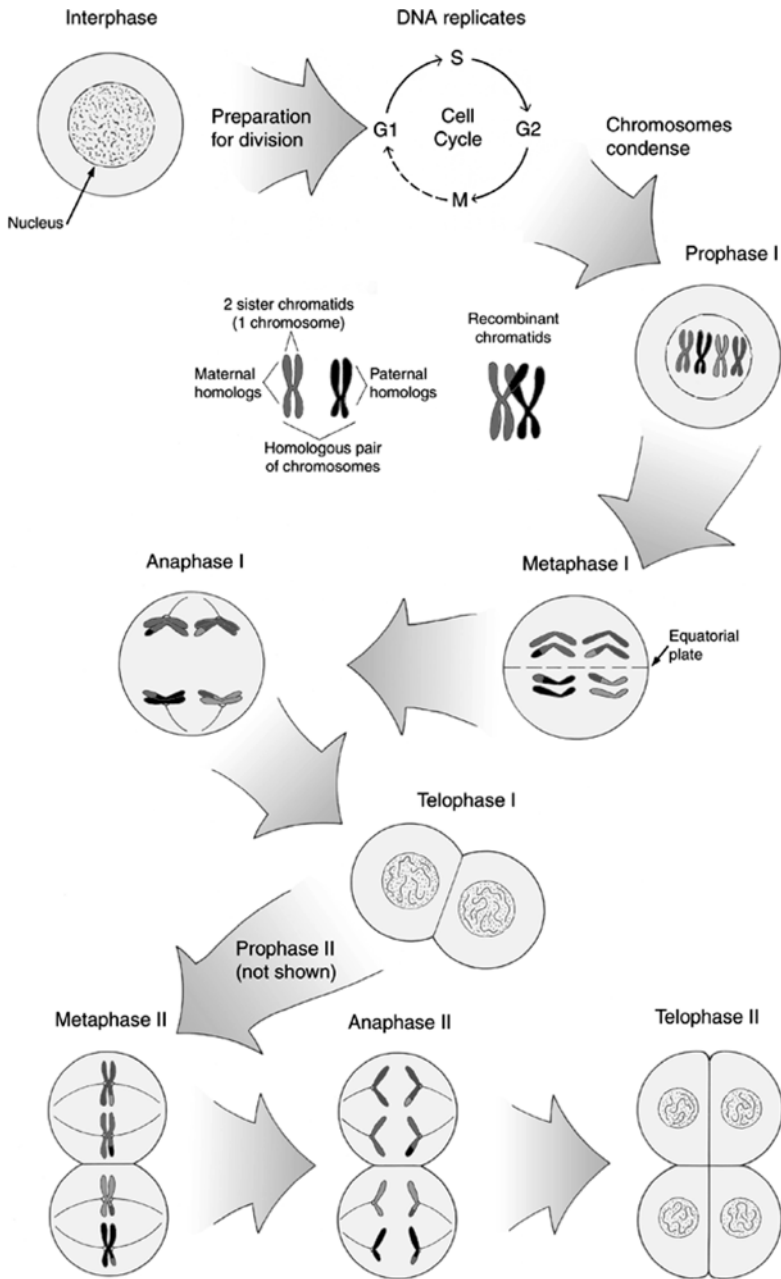 Interphase
DNA replicates
Nucleus
Preparation
for division
S
G1
Cell
Cycle
G2
M
Chromosomes
condense
Prophase I
2 sister chromatids
(1 chromosome)
Maternal
homologs
Paternal
homologs
Homologous pair
of chromosomes
Recombinant
chromatids
Anaphase I
Metaphase I
Equatorial
plate
Telophase I
Prophase II
(not shown)
Metaphase II
Anaphase II
Telophase II